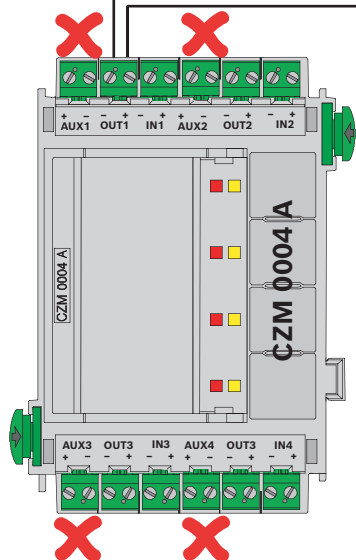 + − − + − + + − − + − +
AUX1 OUT1 IN1 AUX2 OUT2 IN2
CZM 0004 A
CZM 0004 A
AUX3 OUT3 IN3 AUX4 OUT3 IN4
+ − − + − + + − − + − +